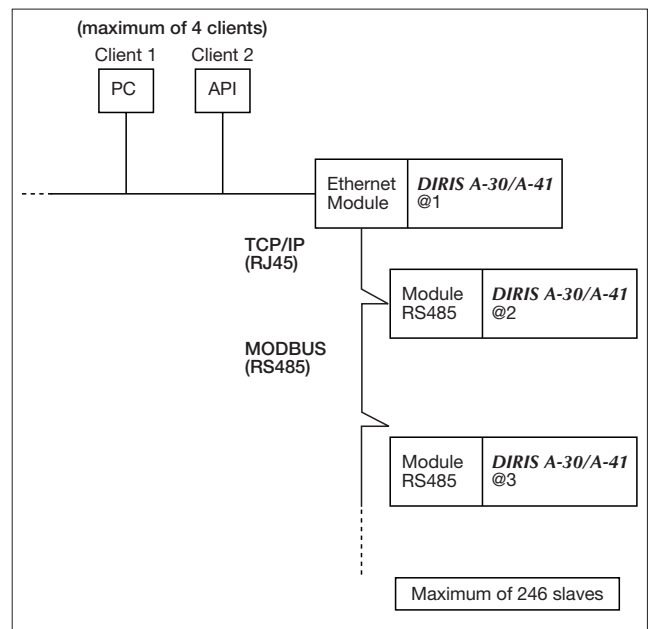 (maximum of 4 clients)
Client 1 Client 2
PC API
Ethernet Module
DIRIS A-30/A-41
@1
TCP/IP
(RJ45)
Module
RS485
DIRIS A-30/A-41
@2
MODBUS
(RS485)
Module
RS485
DIRIS A-30/A-41
@3
Maximum of 246 slaves